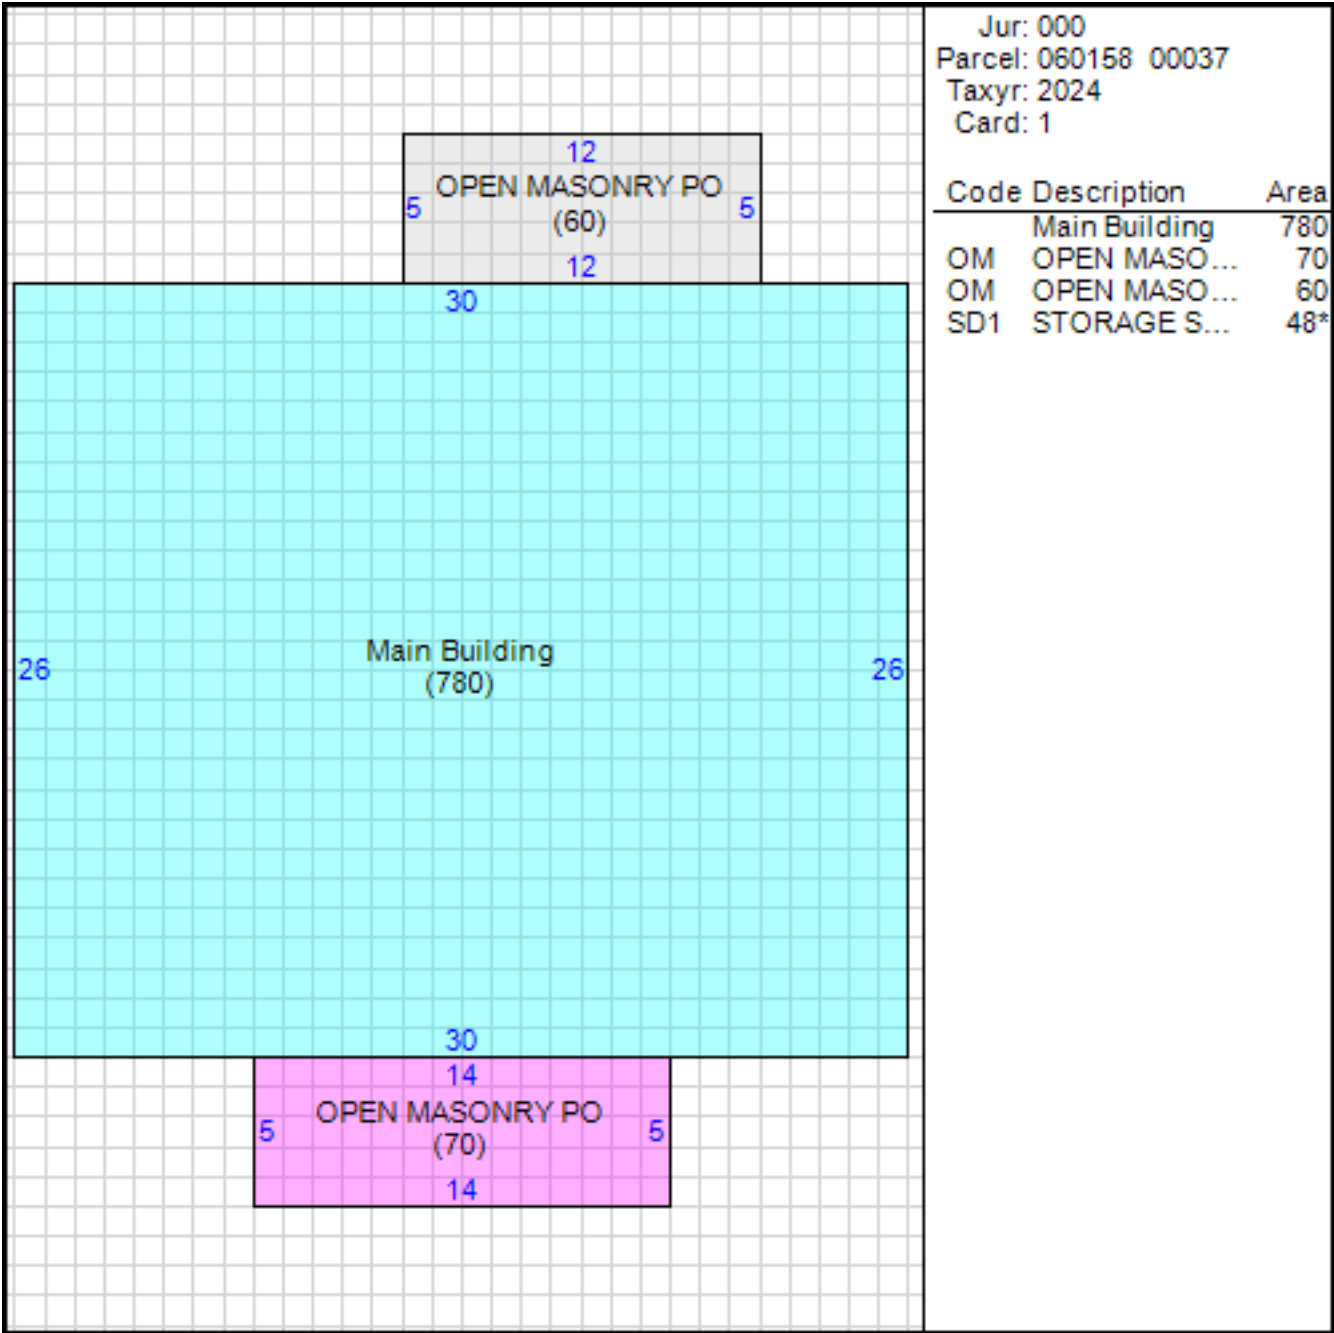 12
OPEN MASONRY PO
5 5
(60)
12
30
Main Building
26 26
(780)
30
14
OPEN MASONRY PO
5 5
(70)
14
Jur: 000
Parcel: 060158 00037
Taxyr: 2024
Card: 1
Code Description Area
Main Building 780
OM OPEN MASO... 70
OM OPEN MASO... 60
SD1 STORAGE S... 48*